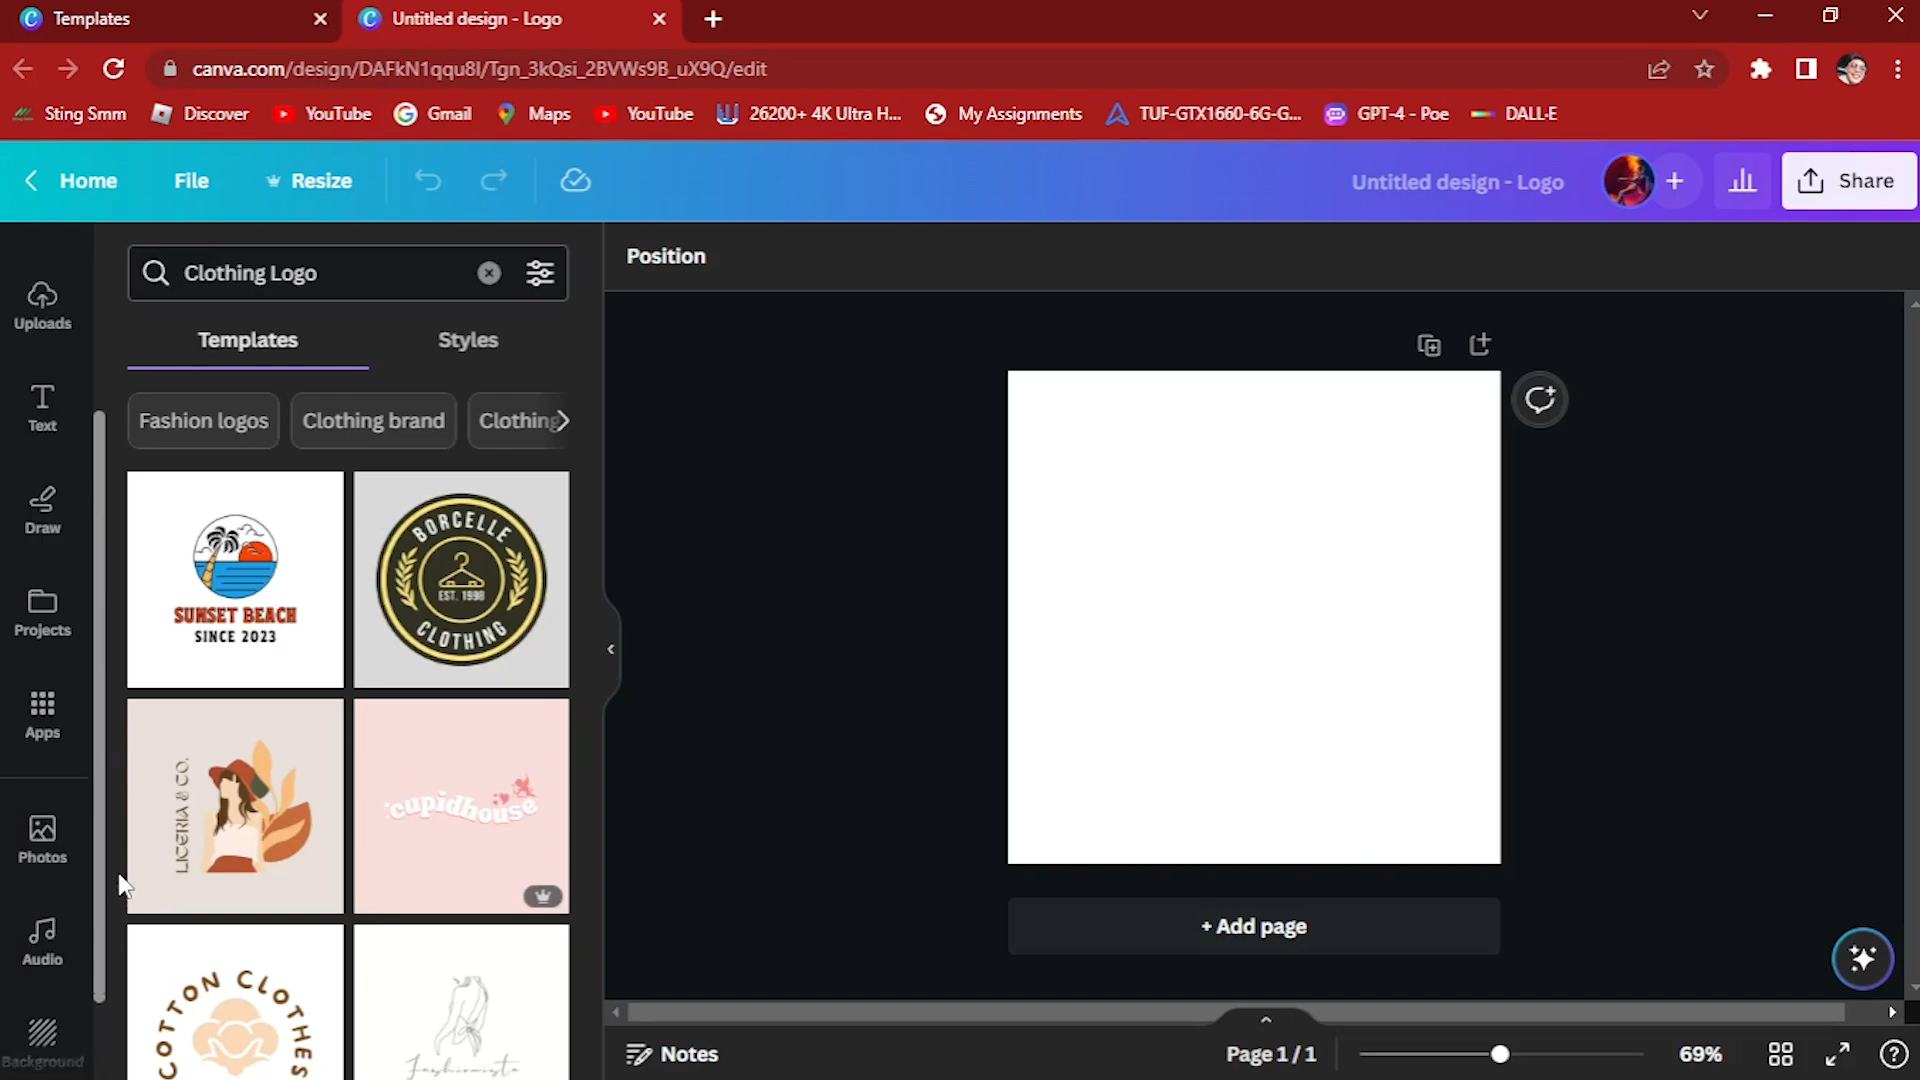 Templates
Untitled design - Logo
canva.com/design/DAFkN1qqu8I/Tgn_3kQsi_2BVWs9B_uX9Q/edit
Sting Smm
Discover
YouTube
Gmail
Maps
YouTube
26200+ 4K Ultra H...
My Assignments
TUF-GTX1660-6G-G...
GPT-4 - Poe
DALL·E
Home
File
Resize
Untitled design - Logo
Share
Uploads
Text
Draw
Projects
Apps
Photos
Audio
Background
Clothing Logo
Templates
Styles
Fashion logos
Clothing brand
Clothing
SUNSET BEACH
SINCE 2023
BORCELLE
EST. 1998
CLOTHING
LICERIA & CO.
cupidhouse
COTTON CLOTHES
Fashionista
Position
+ Add page
Notes
Page 1 / 1
69%